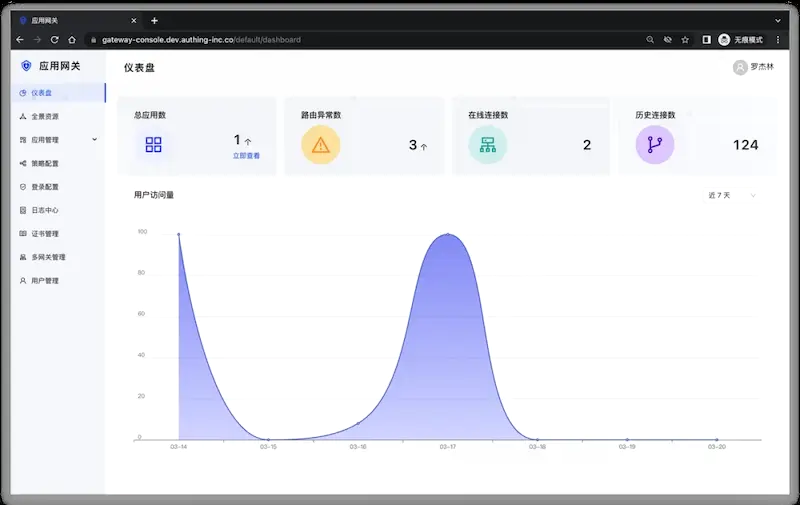 应用网关
gateway-console.dev.authing-inc.co/default/dashboard
无痕模式
应用网关
仪表盘
罗杰林
仪表盘
全景资源
应用管理
策略配置
登录配置
日志中心
证书管理
多网关管理
用户管理
总应用数
1 个
立即查看
路由异常数
3 个
在线连接数
2
历史连接数
124
用户访问量
近 7 天
100
80
60
40
20
0
03-14
03-15
03-16
03-17
03-18
03-19
03-20